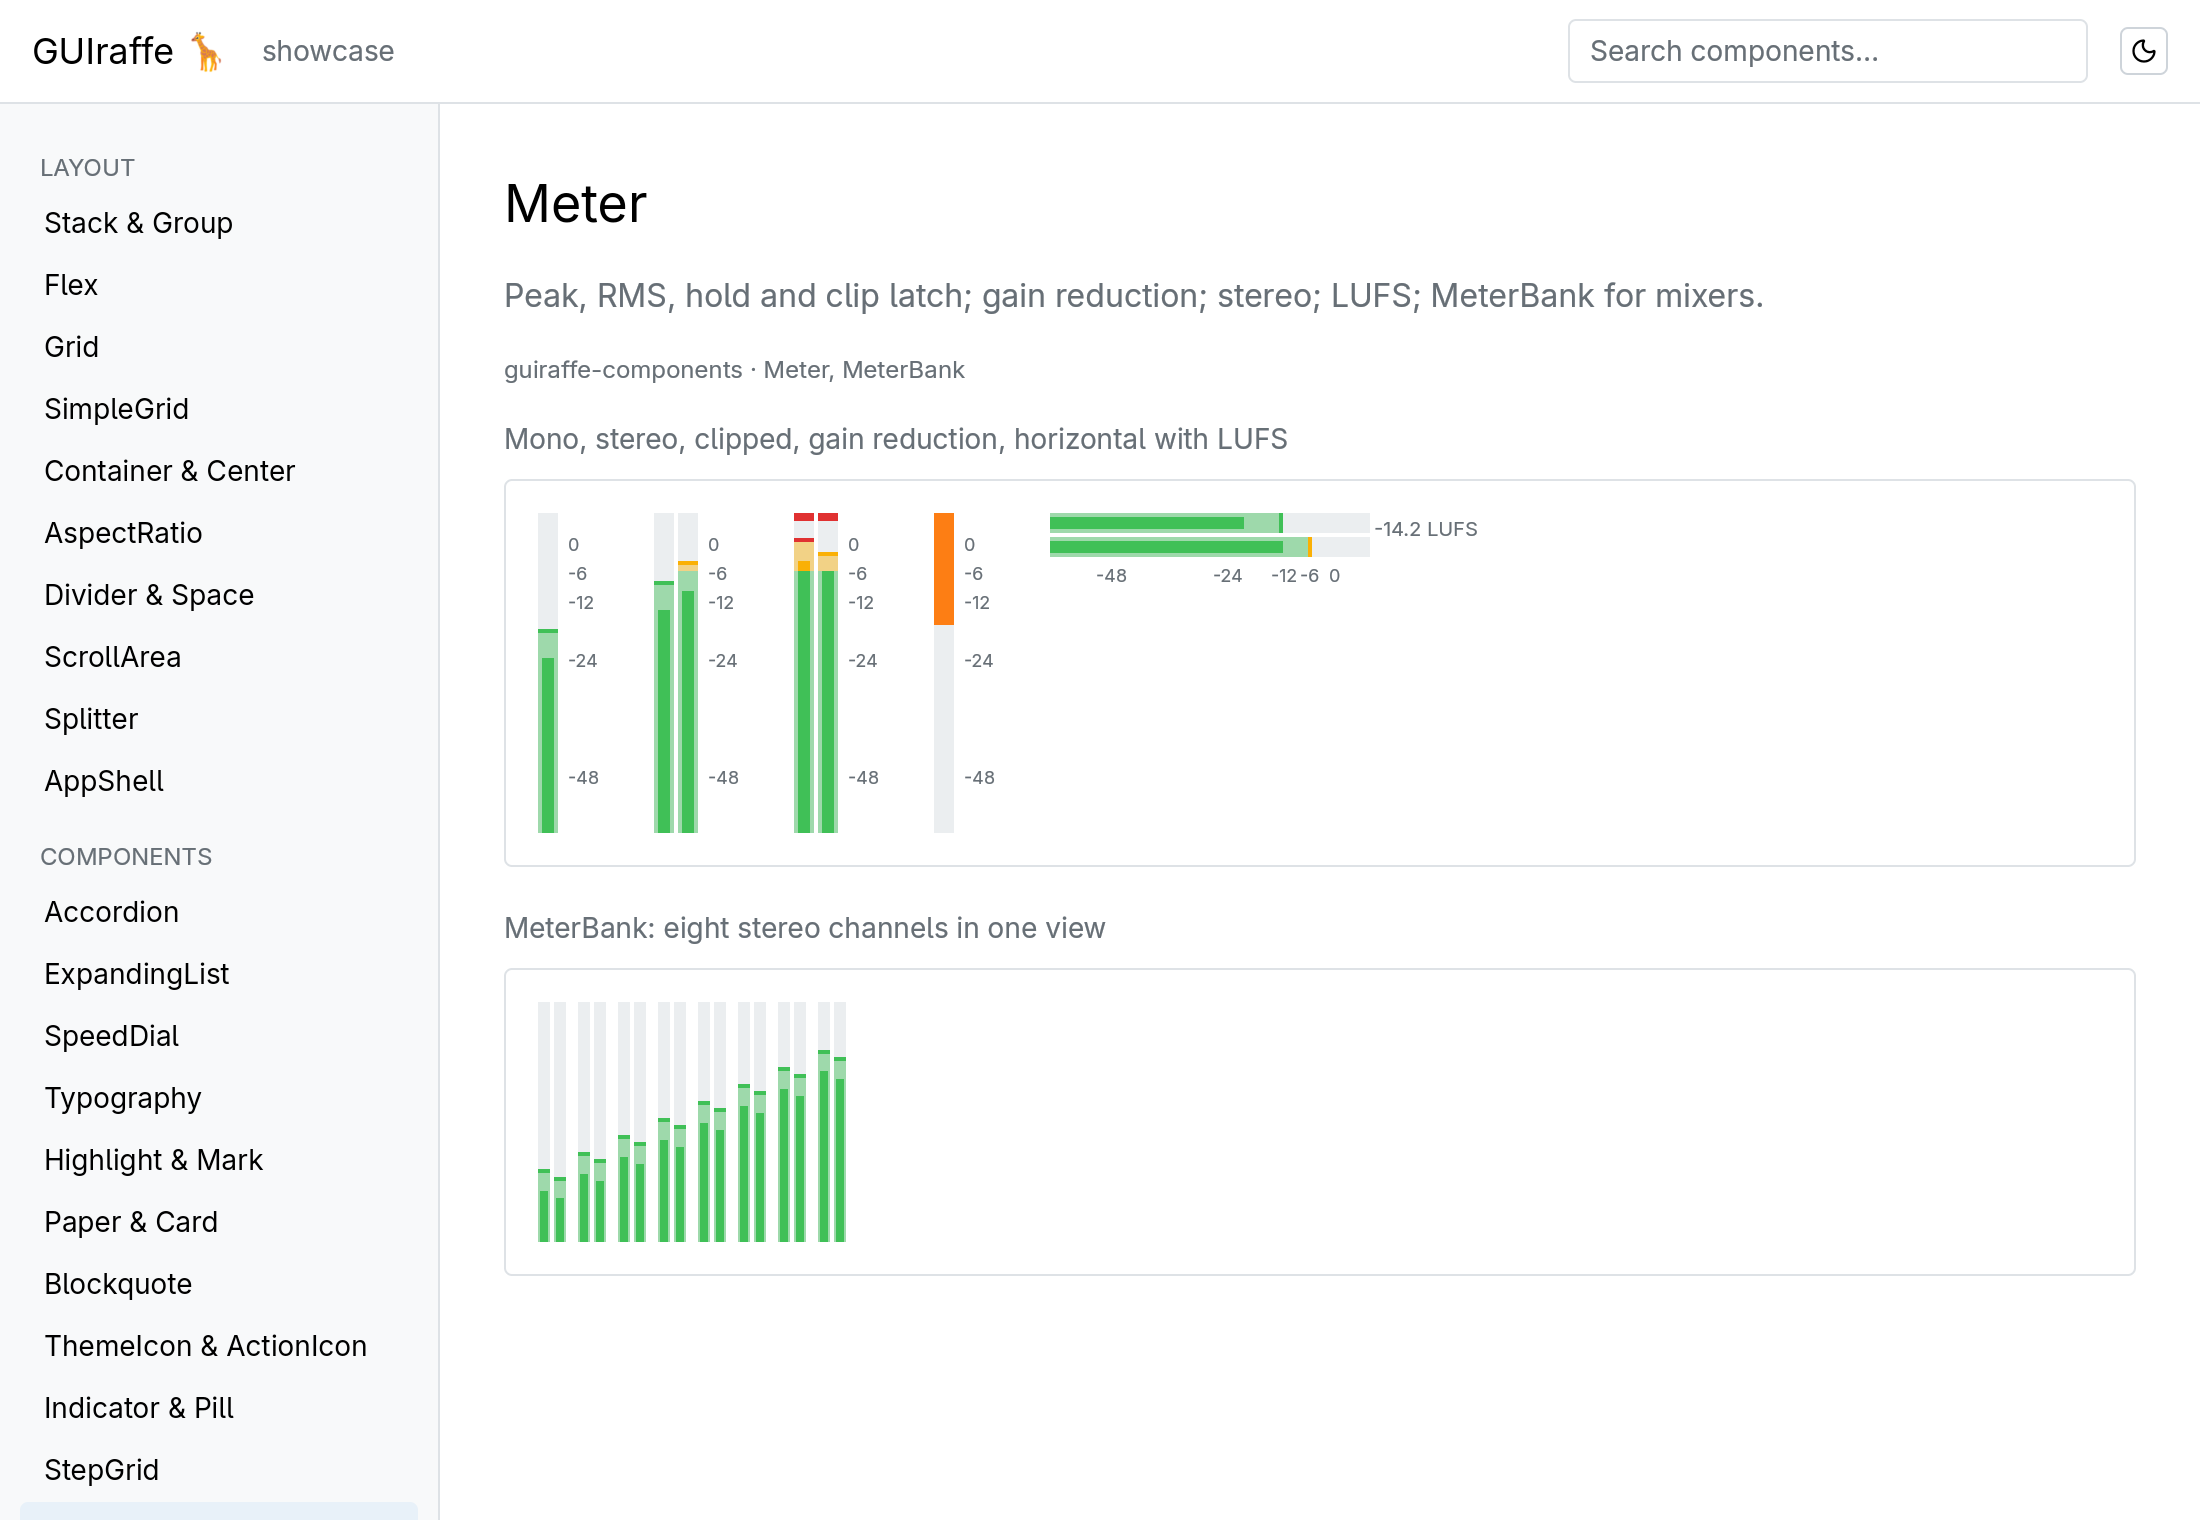 GUIraffe 🦒 showcase
Search components...
LAYOUT
Stack & Group
Flex
Grid
SimpleGrid
Container & Center
AspectRatio
Divider & Space
ScrollArea
Splitter
AppShell
COMPONENTS
Accordion
ExpandingList
SpeedDial
Typography
Highlight & Mark
Paper & Card
Blockquote
ThemeIcon & ActionIcon
Indicator & Pill
StepGrid
Meter
Peak, RMS, hold and clip latch; gain reduction; stereo; LUFS; MeterBank for mixers.
guiraffe-components · Meter, MeterBank
Mono, stereo, clipped, gain reduction, horizontal with LUFS
0
-6
-12
-24
-48
0
-6
-12
-24
-48
0
-6
-12
-24
-48
0
-6
-12
-24
-48
-14.2 LUFS
-48 -24 -12 -6 0
MeterBank: eight stereo channels in one view